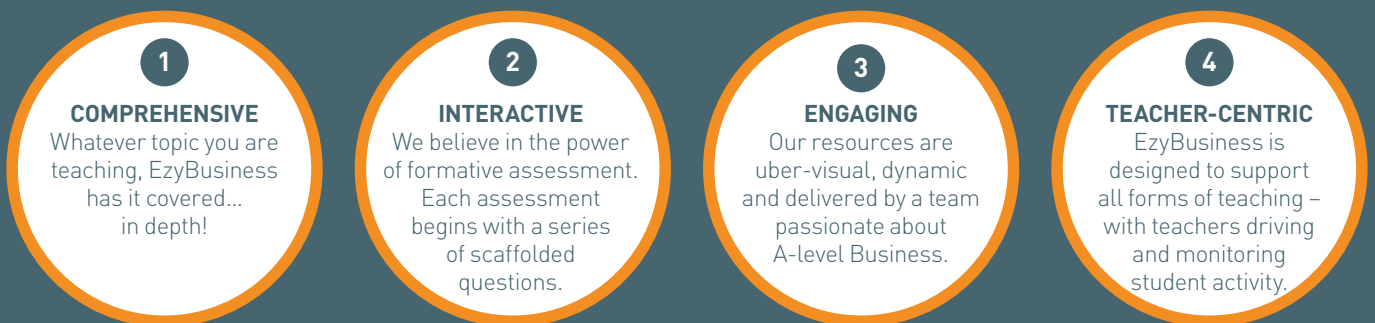 1
COMPREHENSIVE
Whatever topic you are
teaching, EzyBusiness
has it covered...
in depth!
2
INTERACTIVE
We believe in the power
of formative assessment.
Each assessment
begins with a series
of scaffolded
questions.
3
ENGAGING
Our resources are
uber-visual, dynamic
and delivered by a team
passionate about
A-level Business.
4
TEACHER-CENTRIC
EzyBusiness is
designed to support
all forms of teaching –
with teachers driving
and monitoring
student activity.